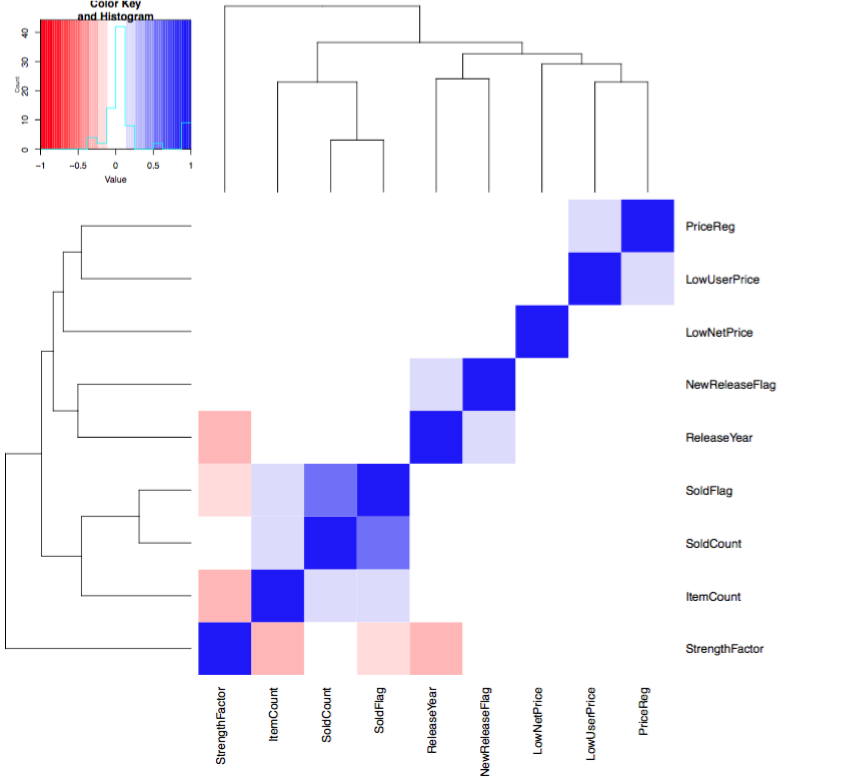 Color Key
and Histogram
Count
0 10 20 30 40
−1 −0.5 0 0.5 1
Value
PriceReg
LowUserPrice
LowNetPrice
NewReleaseFlag
ReleaseYear
SoldFlag
SoldCount
ItemCount
StrengthFactor
StrengthFactor
ItemCount
SoldCount
SoldFlag
ReleaseYear
NewReleaseFlag
LowNetPrice
LowUserPrice
PriceReg